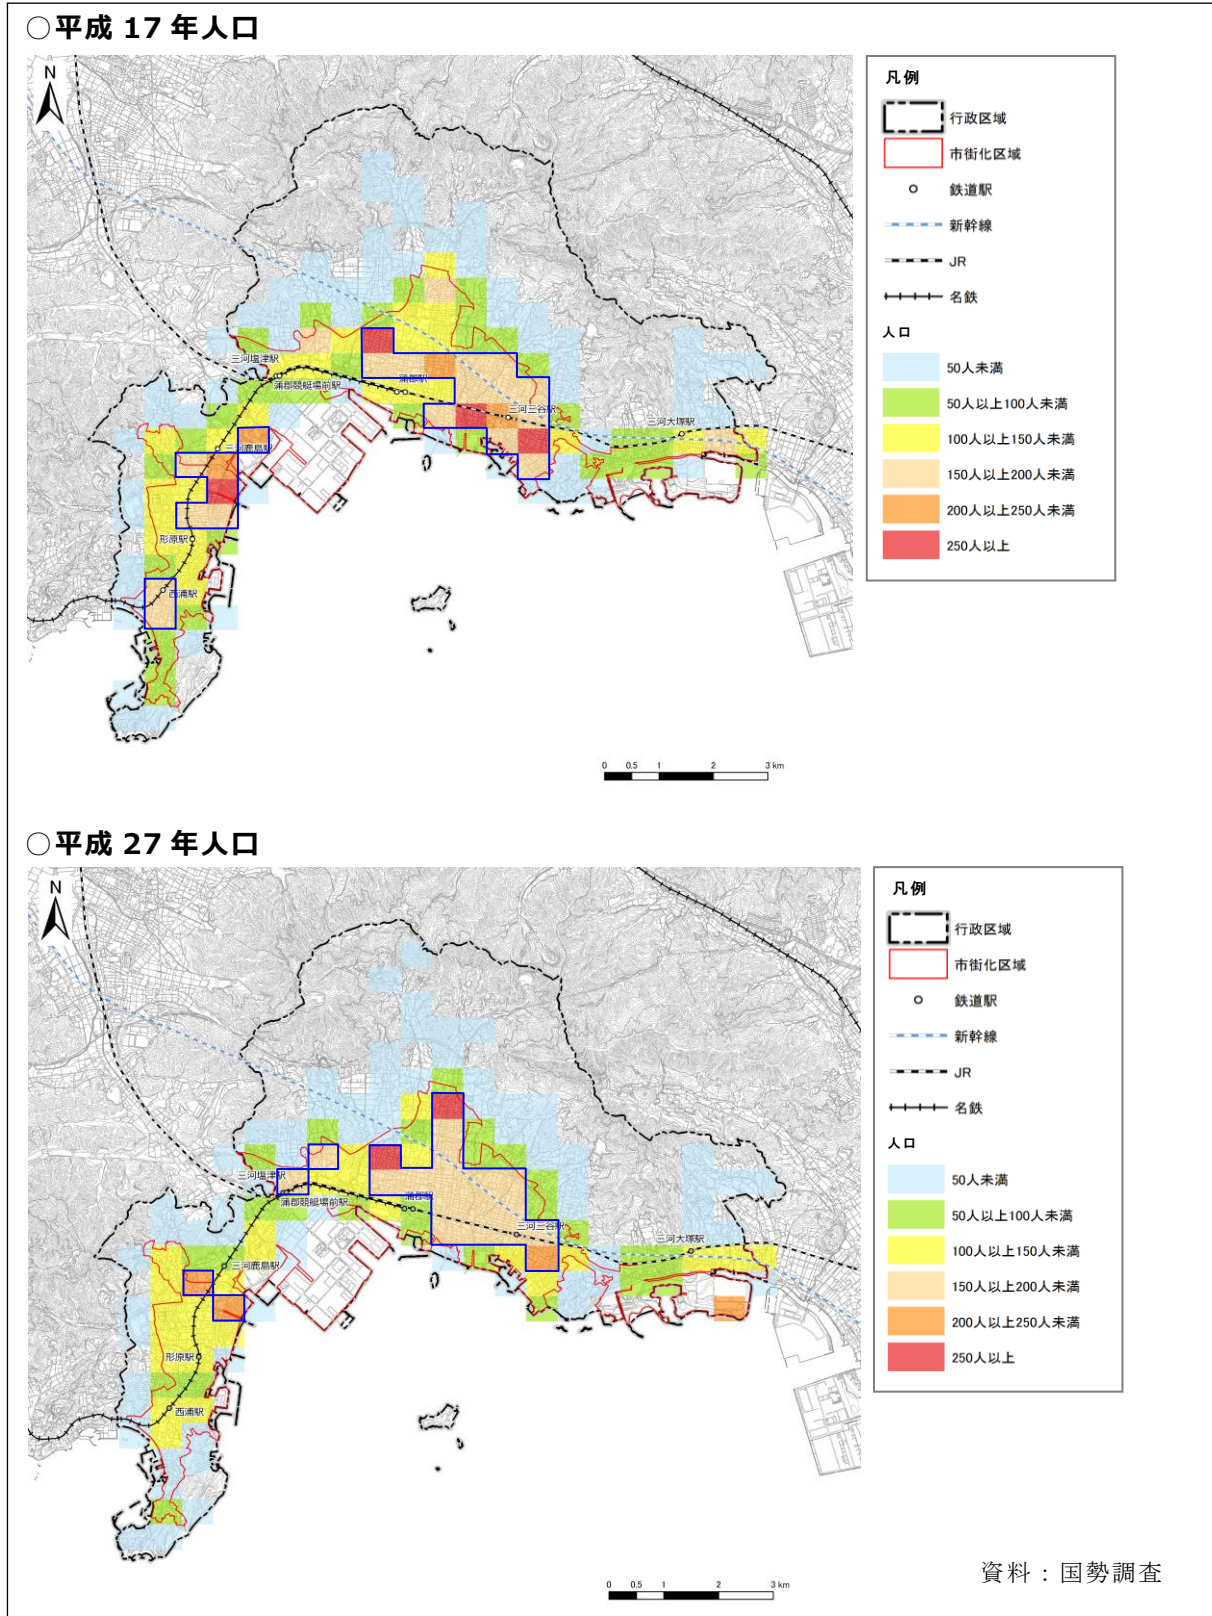 ○平成 17 年人口
N
三河塩津駅
蒲郡競艇場前駅
蒲郡駅
三河三谷駅
三河大塚駅
三河鹿島駅
形原駅
西浦駅
0 0.5 1 2 3 km
凡例
行政区域
市街化区域
鉄道駅
新幹線
JR
名鉄
人口
50人未満
50人以上100人未満
100人以上150人未満
150人以上200人未満
200人以上250人未満
250人以上
○平成 27 年人口
N
三河塩津駅
蒲郡競艇場前駅
蒲郡駅
三河三谷駅
三河大塚駅
三河鹿島駅
形原駅
西浦駅
0 0.5 1 2 3 km
凡例
行政区域
市街化区域
鉄道駅
新幹線
JR
名鉄
人口
50人未満
50人以上100人未満
100人以上150人未満
150人以上200人未満
200人以上250人未満
250人以上
資料：国勢調査